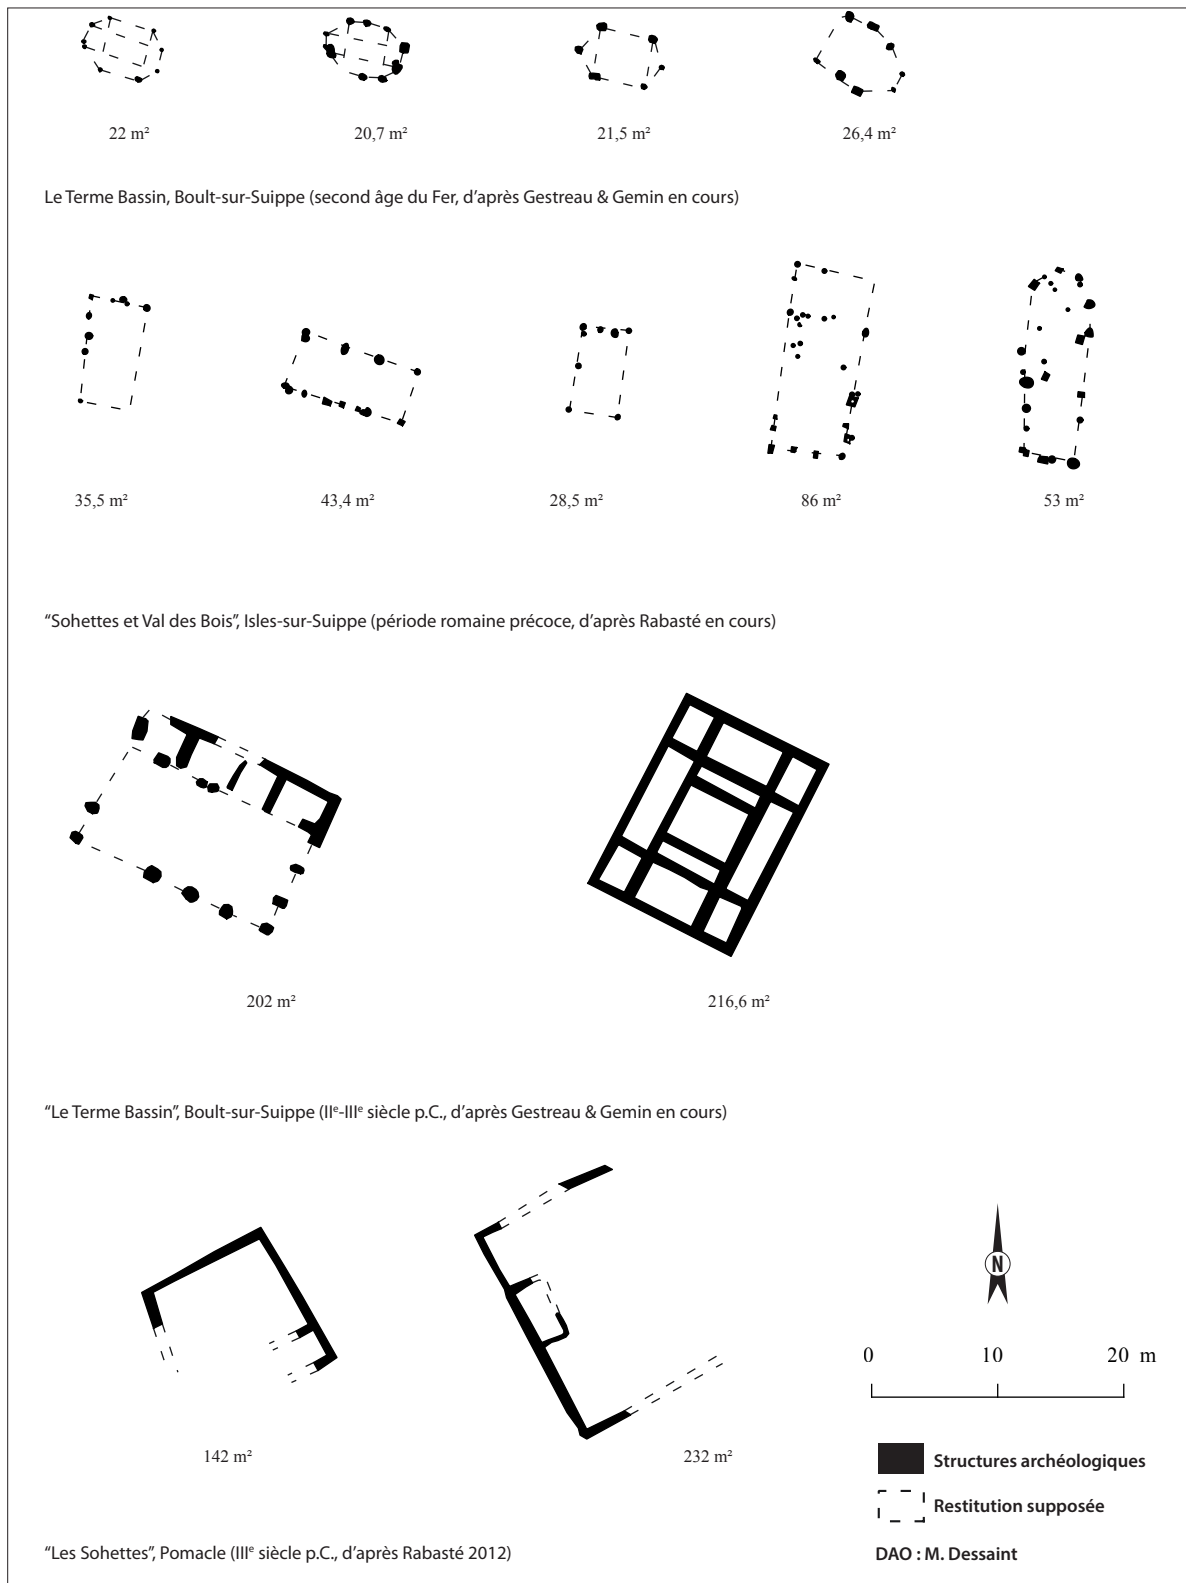 22 m²
20,7 m²
21,5 m²
26,4 m²
Le Terme Bassin, Boult-sur-Suippe (second âge du Fer, d’après Gestreau & Gemin en cours)
35,5 m²
43,4 m²
28,5 m²
86 m²
53 m²
“Sohettes et Val des Bois”, Isles-sur-Suippe (période romaine précoce, d’après Rabasté en cours)
202 m²
216,6 m²
“Le Terme Bassin”, Boult-sur-Suippe (IIᵉ-IIIᵉ siècle p.C., d’après Gestreau & Gemin en cours)
N
0 10 20 m
142 m²
232 m²
Structures archéologiques
Restitution supposée
“Les Sohettes”, Pomacle (IIIᵉ siècle p.C., d’après Rabasté 2012)
DAO : M. Dessaint